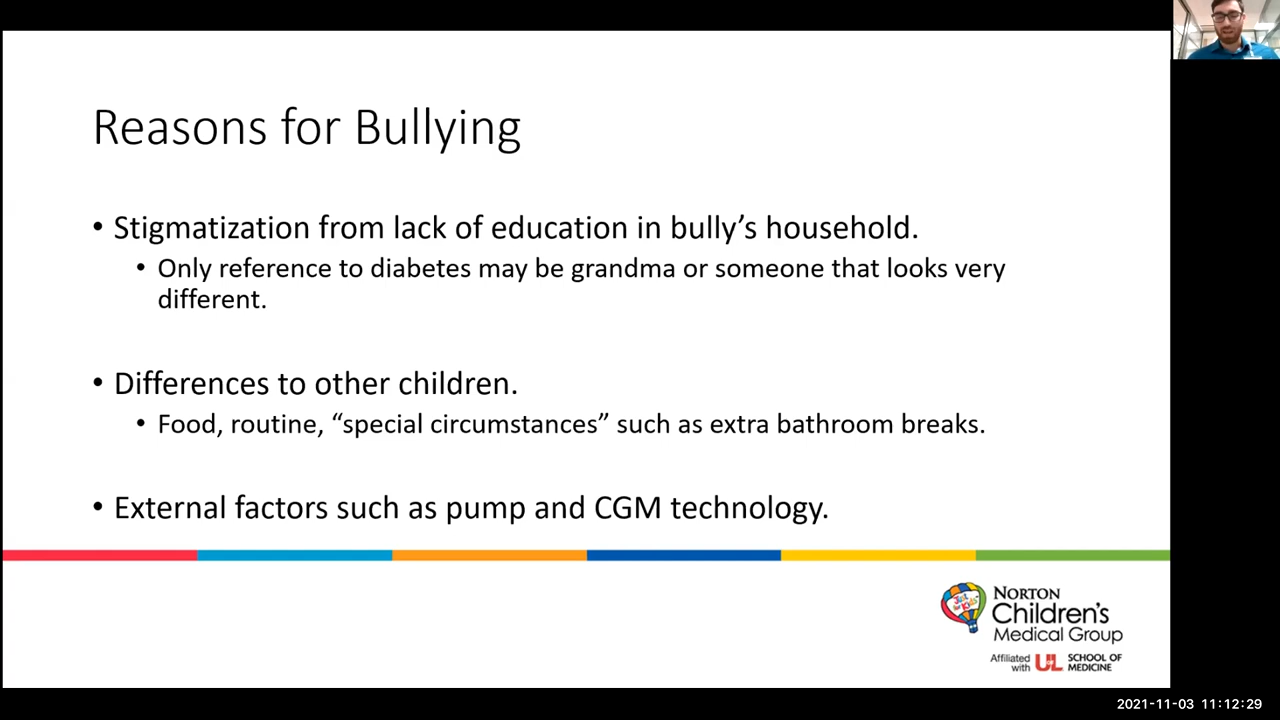 Reasons for Bullying
• Stigmatization from lack of education in bully’s household.
• Only reference to diabetes may be grandma or someone that looks very
different.
• Differences to other children.
• Food, routine, “special circumstances” such as extra bathroom breaks.
• External factors such as pump and CGM technology.
Just for Kids
NORTON
Children’s
Medical Group
Affiliated with UL SCHOOL OF MEDICINE
2021-11-03 11:12:29